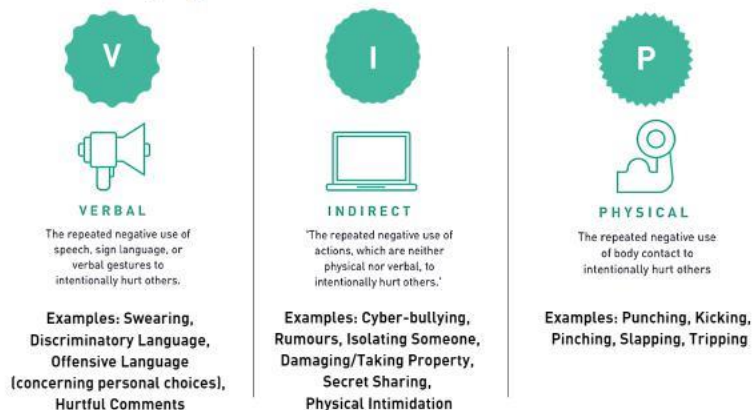 V
VERBAL
The repeated negative use of
speech, sign language, or
verbal gestures to
intentionally hurt others.
Examples: Swearing,
Discriminatory Language,
Offensive Language
(concerning personal choices),
Hurtful Comments
I
INDIRECT
'The repeated negative use of
actions, which are neither
physical nor verbal, to
intentionally hurt others.'
Examples: Cyber-bullying,
Rumours, Isolating Someone,
Damaging/Taking Property,
Secret Sharing,
Physical Intimidation
P
PHYSICAL
The repeated negative use
of body contact to
intentionally hurt others
Examples: Punching, Kicking,
Pinching, Slapping, Tripping